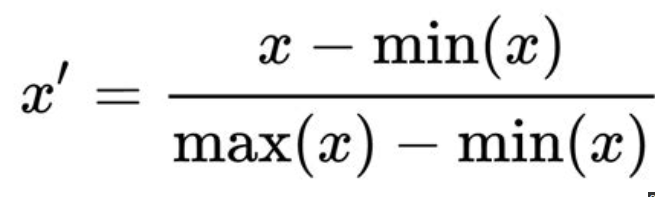 x′ = (x − min(x)) / (max(x) − min(x))